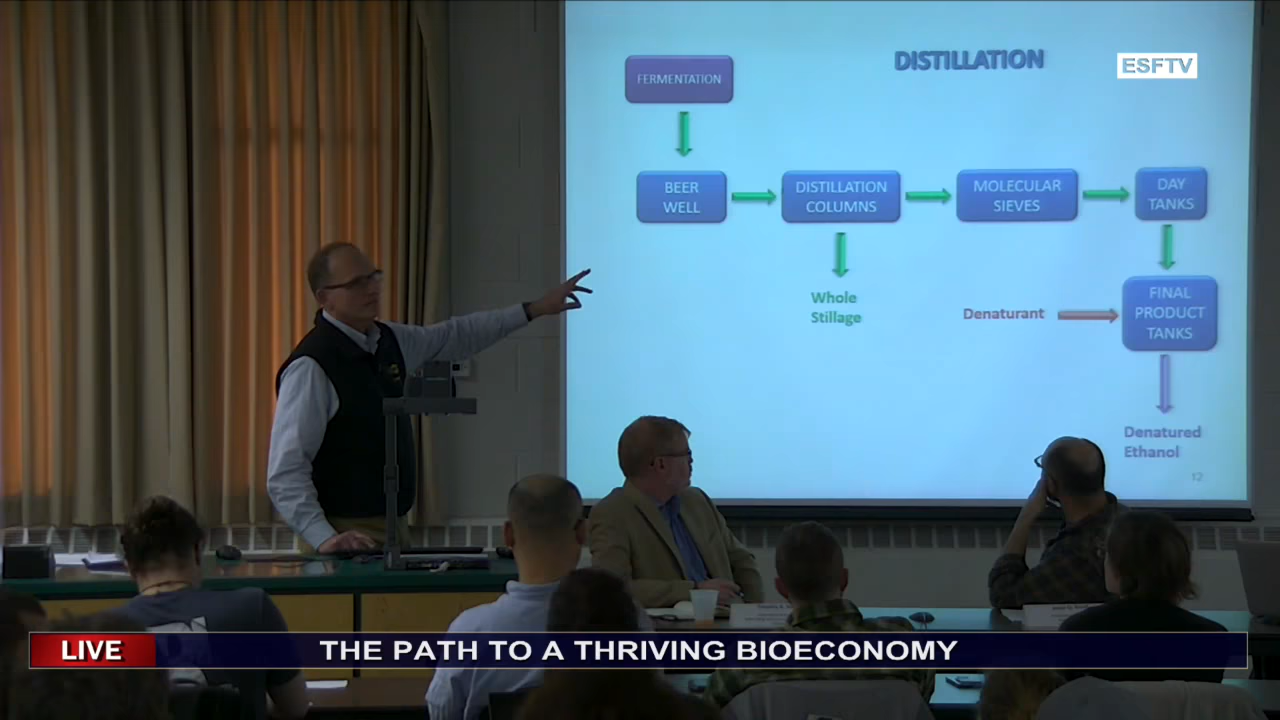 DISTILLATION
ESFTV
FERMENTATION
BEER
WELL
DISTILLATION
COLUMNS
MOLECULAR
SIEVES
DAY
TANKS
Whole
Stillage
Denaturant
FINAL
PRODUCT
TANKS
Denatured
Ethanol
12
LIVE
THE PATH TO A THRIVING BIOECONOMY